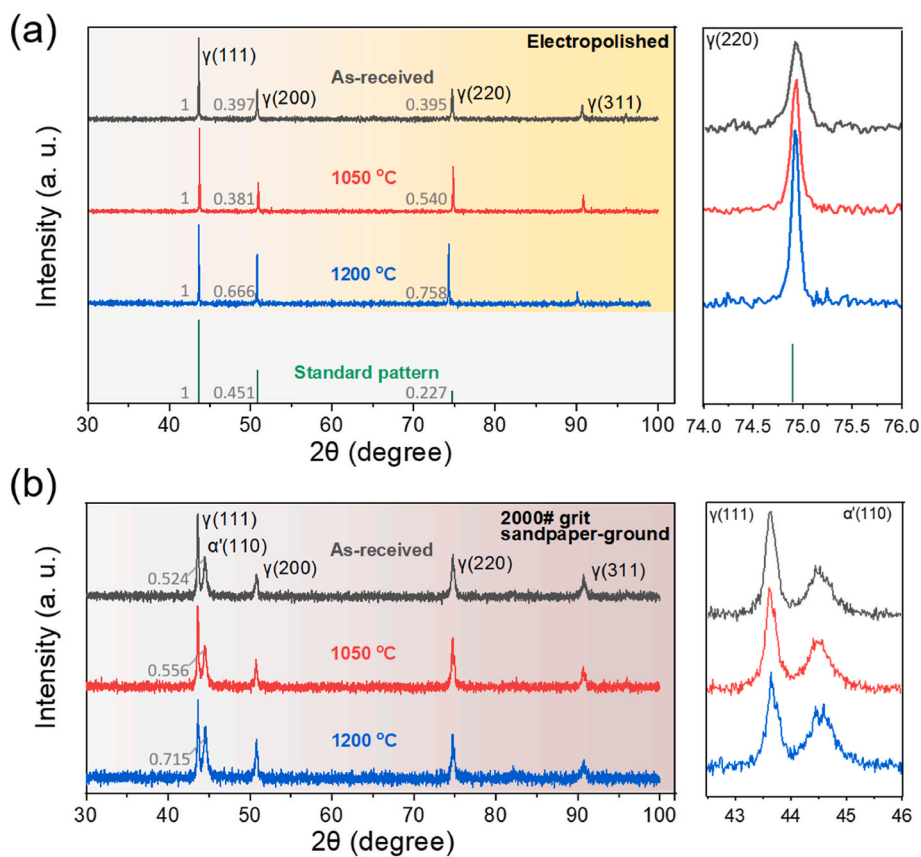 (a)
Electropolished
γ(111)
As-received
1
0.397
γ(200)
0.395
γ(220)
γ(311)
1050 °C
1
0.381
0.540
1200 °C
1
0.666
0.758
Standard pattern
1
0.451
0.227
30 40 50 60 70 80 90 100
2θ (degree)
Intensity (a. u.)
γ(220)
74.0 74.5 75.0 75.5 76.0
(b)
γ(111)
2000# grit
sandpaper-ground
As-received
α'(110)
0.524
γ(200)
γ(220)
γ(311)
1050 °C
0.556
1200 °C
0.715
30 40 50 60 70 80 90 100
2θ (degree)
Intensity (a. u.)
γ(111) α'(110)
43 44 45 46